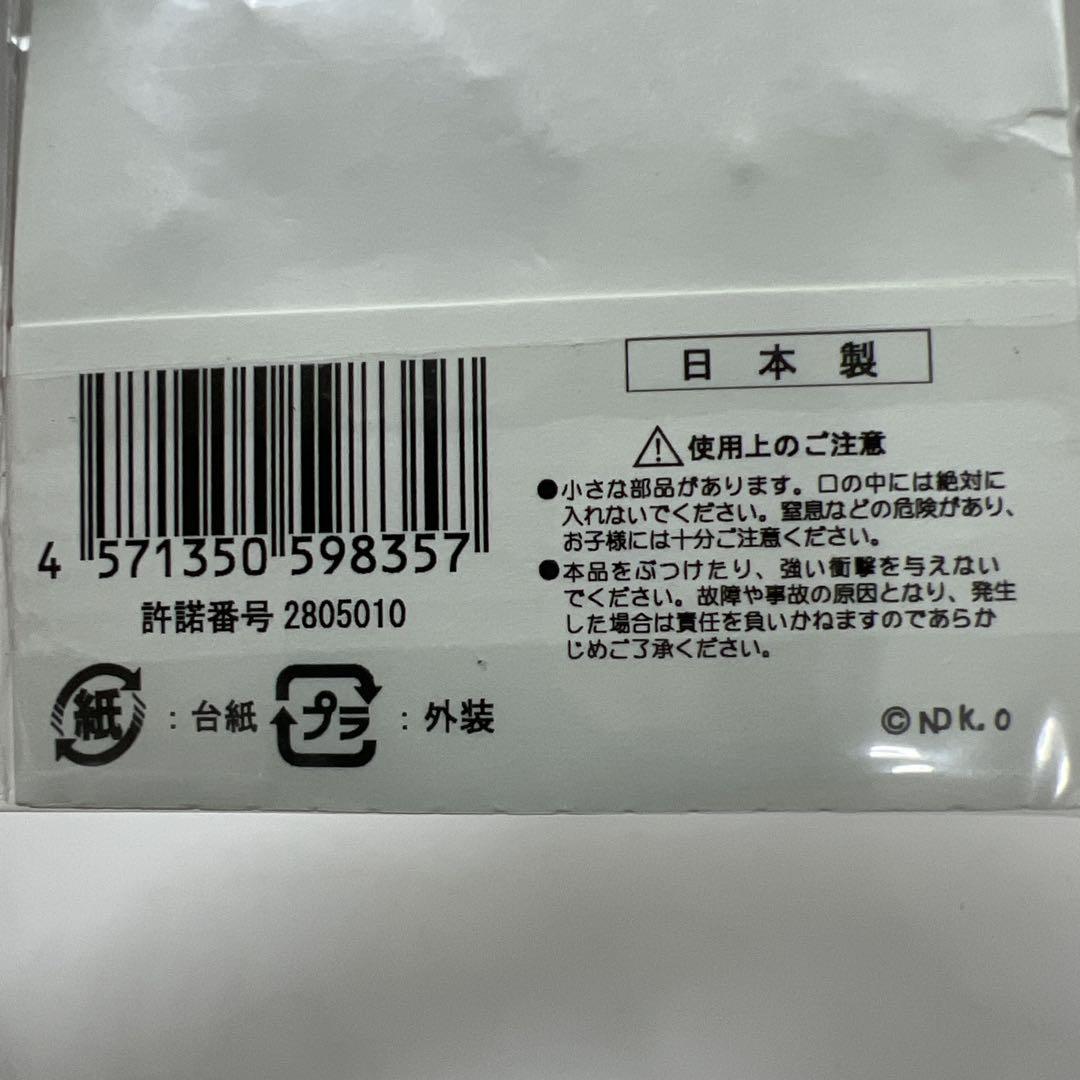 日本製
⚠使用上のご注意
●小さな部品があります。口の中には絶対に
入れないでください。窒息などの危険があり、
お子様には十分ご注意ください。
●本品をぶつけたり、強い衝撃を与えない
でください。故障や事故の原因となり、発生
した場合は責任を負いかねますのであらか
じめご了承ください。
4 571350 598357
許諾番号 2805010
紙：台紙 プラ：外装
©NDK.O